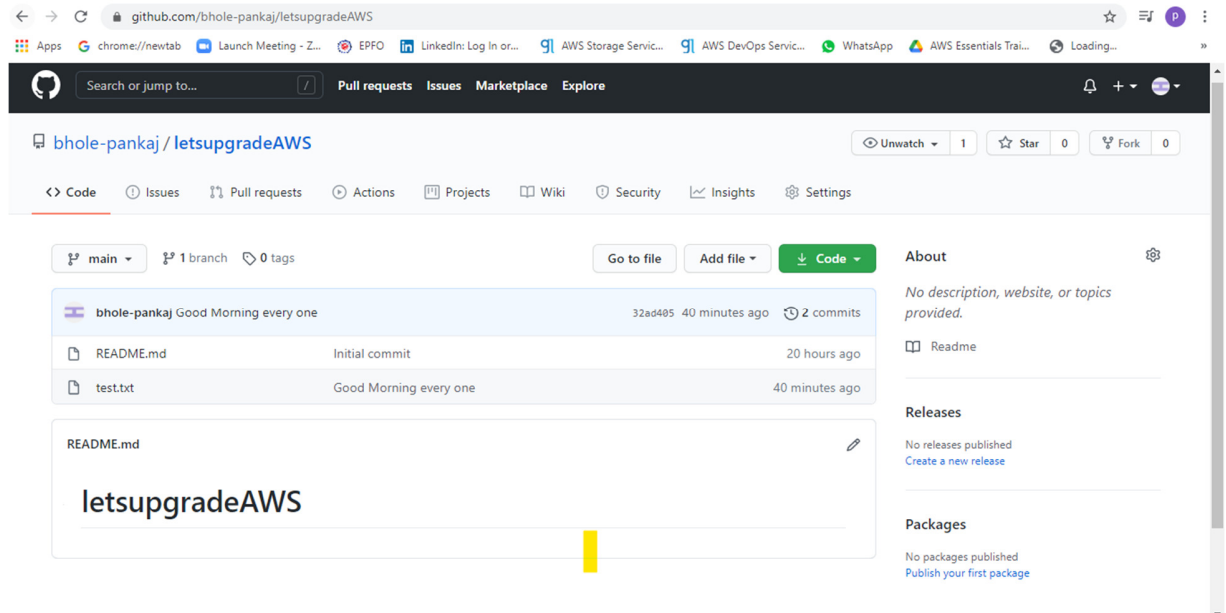 github.com/bhole-pankaj/letsupgradeAWS
P
Apps chrome://newtab Launch Meeting - Z... EPFO LinkedIn: Log In or... AWS Storage Servic... AWS DevOps Servic... WhatsApp AWS Essentials Trai... Loading... »
Search or jump to... / Pull requests Issues Marketplace Explore
bhole-pankaj / letsupgradeAWS Unwatch 1 Star 0 Fork 0
<> Code Issues Pull requests Actions Projects Wiki Security Insights Settings
main 1 branch 0 tags Go to file Add file Code
bhole-pankaj Good Morning every one 32ad405 40 minutes ago 2 commits
README.md Initial commit 20 hours ago
test.txt Good Morning every one 40 minutes ago
README.md
letsupgradeAWS
About
No description, website, or topics
provided.
Readme
Releases
No releases published
Create a new release
Packages
No packages published
Publish your first package